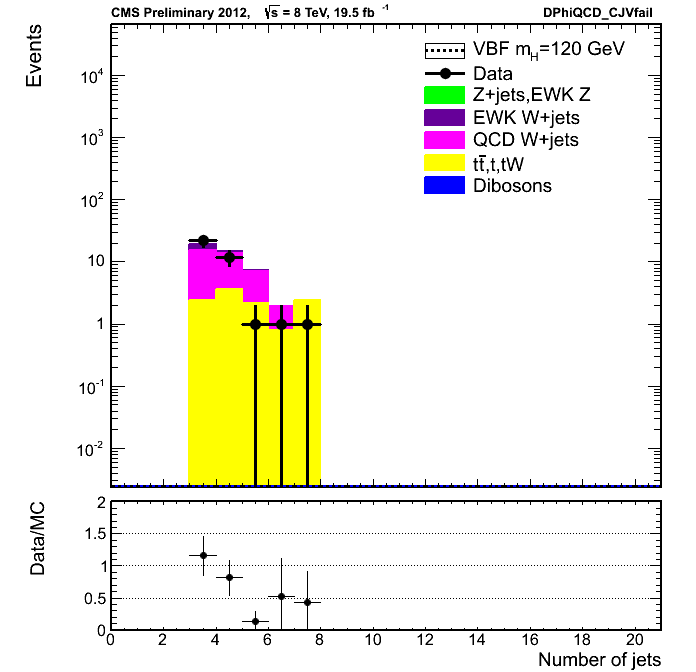 CMS Preliminary 2012, √s = 8 TeV, 19.5 fb⁻¹ DPhiQCD_CJVfail
Events
VBF m_H=120 GeV
Data
Z+jets,EWK Z
EWK W+jets
QCD W+jets
tt̄,t,tW
Dibosons
10⁴
10³
10²
10
1
10⁻¹
10⁻²
Data/MC
2
1.5
1
0.5
0
0 2 4 6 8 10 12 14 16 18 20
Number of jets